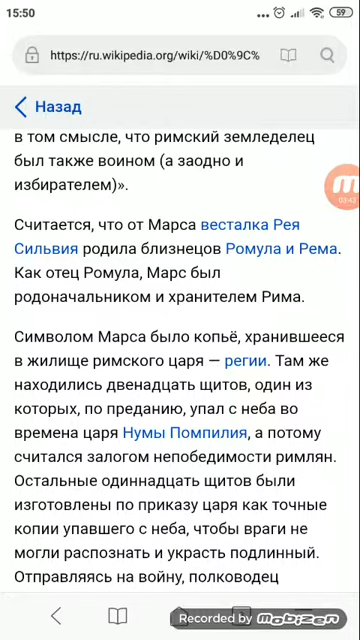 15:50
59
https://ru.wikipedia.org/wiki/%D0%9C%
Назад
в том смысле, что римский земледелец
был также воином (а заодно и
избирателем)».
03:43
Считается, что от Марса весталка Рея
Сильвия родила близнецов Ромула и Рема.
Как отец Ромула, Марс был
родоначальником и хранителем Рима.
Символом Марса было копьё, хранившееся
в жилище римского царя — регии. Там же
находились двенадцать щитов, один из
которых, по преданию, упал с неба во
времена царя Нумы Помпилия, а потому
считался залогом непобедимости римлян.
Остальные одиннадцать щитов были
изготовлены по приказу царя как точные
копии упавшего с неба, чтобы враги не
могли распознать и украсть подлинный.
Отправляясь на войну, полководец
Recorded by Mobizen